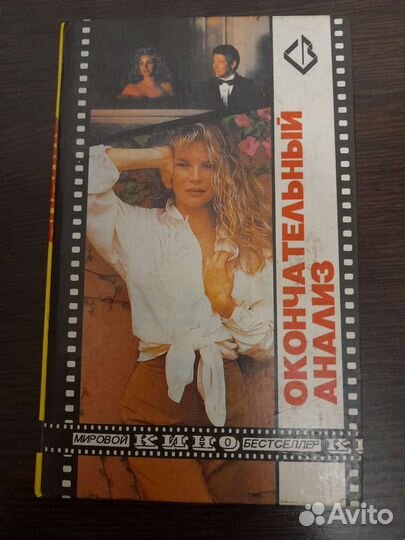 ОКОНЧАТЕЛЬНЫЙ
АНАЛИЗ
МИРОВОЙ КИНО О БЕСТСЕЛЛЕР К
Avito